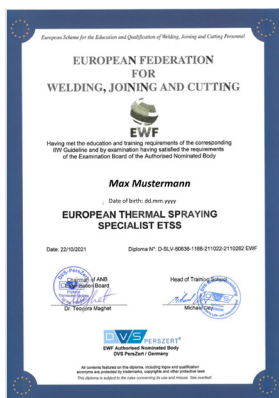 European Scheme for the Education and Qualification of Welding, Joining and Cutting Personnel
EUROPEAN FEDERATION
FOR
WELDING, JOINING AND CUTTING
EWF
Having met the education and training requirements of the corresponding
IIW Guideline and by examination having satisfied the requirements
of the Examination Board of the Authorised Nominated Body
Max Mustermann
Date of birth: dd.mm.yyyy
EUROPEAN THERMAL SPRAYING
SPECIALIST ETSS
Date: 22/10/2021
Diploma N°: D-SLV-60636-1188-211022-2110262 EWF
Chairman of ANB
Examination Board
Head of Training School
DVS-PersZert
Dr. Teodora Maghet
Michael Dey
DVS PERSZERT
EWF Authorised Nominated Body
DVS PersZert / Germany
All contents featured on this diploma, including logos and qualification
acronyms are protected by trademarks, copyrights and other protective laws
This diploma is subject to the rules concerning its use and misuse. See overleaf.